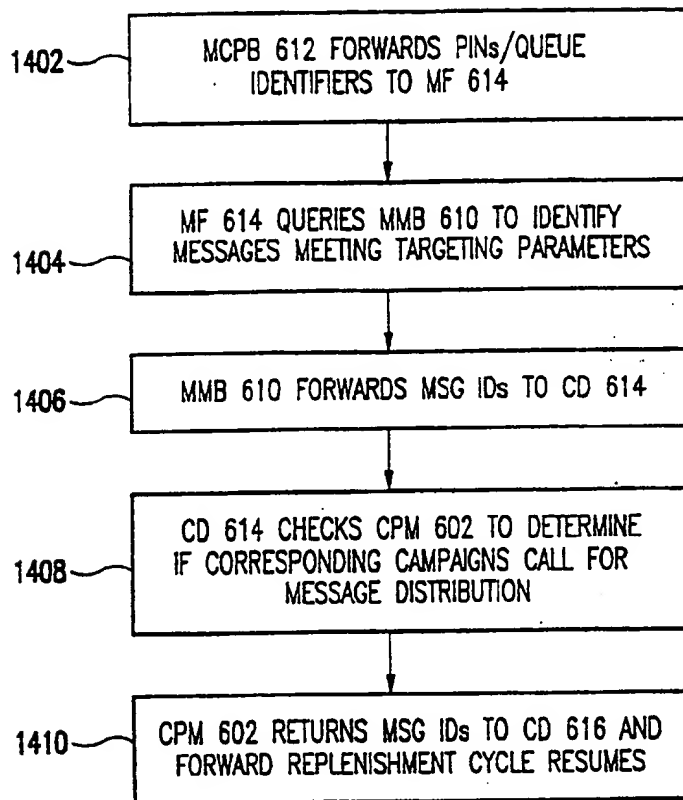 1402
MCPB 612 FORWARDS PINs/QUEUE
IDENTIFIERS TO MF 614
1404
MF 614 QUERIES MMB 610 TO IDENTIFY
MESSAGES MEETING TARGETING PARAMETERS
1406
MMB 610 FORWARDS MSG IDs TO CD 614
1408
CD 614 CHECKS CPM 602 TO DETERMINE
IF CORRESPONDING CAMPAIGNS CALL FOR
MESSAGE DISTRIBUTION
1410
CPM 602 RETURNS MSG IDs TO CD 616 AND
FORWARD REPLENISHMENT CYCLE RESUMES